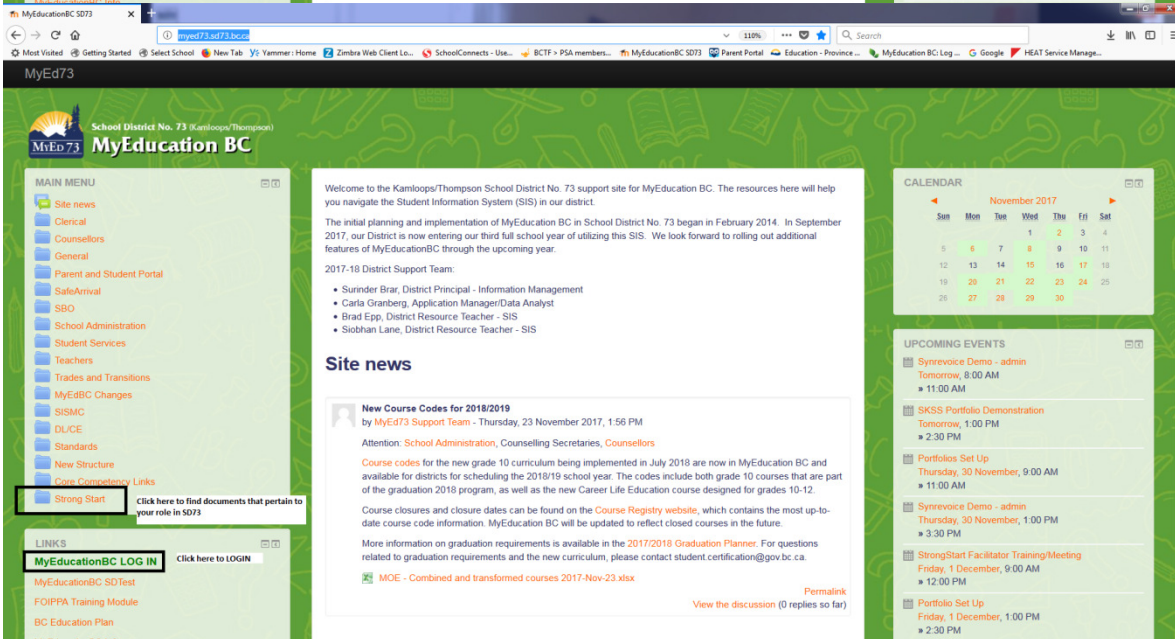 MyEducationBC SD73
myed73.sd73.bc.ca
110%
Search
Most Visited Getting Started Select School New Tab Yammer : Home Zimbra Web Client Lo... SchoolConnects - Use... BCTF > PSA members... MyEducationBC SD73 Parent Portal Education - Province ... MyEducation BC: Log ... Google HEAT Service Manage...
MyEd73
School District No. 73 (Kamloops/Thompson)
MYED 73 MyEducation BC
MAIN MENU
Site news
Clerical
Counsellors
General
Parent and Student Portal
SafeArrival
SBO
School Administration
Student Services
Teachers
Trades and Transitions
MyEdBC Changes
SISMC
DL/CE
Standards
New Structure
Core Competency Links
Strong Start
Click here to find documents that pertain to
your role in SD73
LINKS
MyEducationBC LOG IN
Click here to LOGIN
MyEducationBC SDTest
FOIPPA Training Module
BC Education Plan
Welcome to the Kamloops/Thompson School District No. 73 support site for MyEducation BC. The resources here will help
you navigate the Student Information System (SIS) in our district.
The initial planning and implementation of MyEducation BC in School District No. 73 began in February 2014. In September
2017, our District is now entering our third full school year of utilizing this SIS. We look forward to rolling out additional
features of MyEducationBC through the upcoming year.
2017-18 District Support Team:
• Surinder Brar, District Principal - Information Management
• Carla Granberg, Application Manager/Data Analyst
• Brad Epp, District Resource Teacher - SIS
• Siobhan Lane, District Resource Teacher - SIS
Site news
New Course Codes for 2018/2019
by MyEd73 Support Team - Thursday, 23 November 2017, 1:56 PM
Attention: School Administration, Counselling Secretaries, Counsellors
Course codes for the new grade 10 curriculum being implemented in July 2018 are now in MyEducation BC and
available for districts for scheduling the 2018/19 school year. The codes include both grade 10 courses that are part
of the graduation 2018 program, as well as the new Career Life Education course designed for grades 10-12.
Course closures and closure dates can be found on the Course Registry website, which contains the most up-to-
date course code information. MyEducation BC will be updated to reflect closed courses in the future.
More information on graduation requirements is available in the 2017/2018 Graduation Planner. For questions
related to graduation requirements and the new curriculum, please contact student.certification@gov.bc.ca.
MOE - Combined and transformed courses 2017-Nov-23.xlsx
Permalink
View the discussion (0 replies so far)
CALENDAR
November 2017
Sun Mon Tue Wed Thu Fri Sat
1 2 3 4
5 6 7 8 9 10 11
12 13 14 15 16 17 18
19 20 21 22 23 24 25
26 27 28 29 30
UPCOMING EVENTS
Synrevoice Demo - admin
Tomorrow, 8:00 AM
» 11:00 AM
SKSS Portfolio Demonstration
Tomorrow, 1:00 PM
» 2:30 PM
Portfolios Set Up
Thursday, 30 November, 9:00 AM
» 11:00 AM
Synrevoice Demo - admin
Thursday, 30 November, 1:00 PM
» 3:30 PM
StrongStart Facilitator Training/Meeting
Friday, 1 December, 9:00 AM
» 12:00 PM
Portfolio Set Up
Friday, 1 December, 1:00 PM
» 2:30 PM